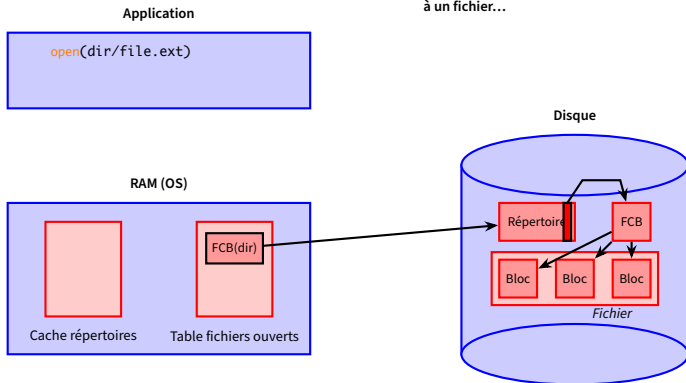 à un fichier…
Application
open(dir/file.ext)
Disque
RAM (OS)
Répertoire
FCB
FCB(dir)
Bloc
Bloc
Bloc
Fichier
Cache répertoires
Table fichiers ouverts